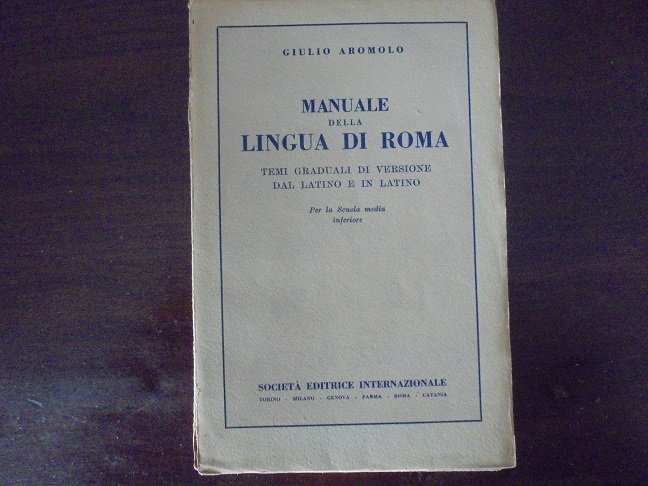 GIULIO AROMOLO
MANUALE
DELLA
LINGUA DI ROMA
TEMI GRADUALI DI VERSIONE
DAL LATINO E IN LATINO
Per la Scuola media
inferiore
SOCIETÀ EDITRICE INTERNAZIONALE
TORINO - MILANO - GENOVA - PARMA - ROMA - CATANIA